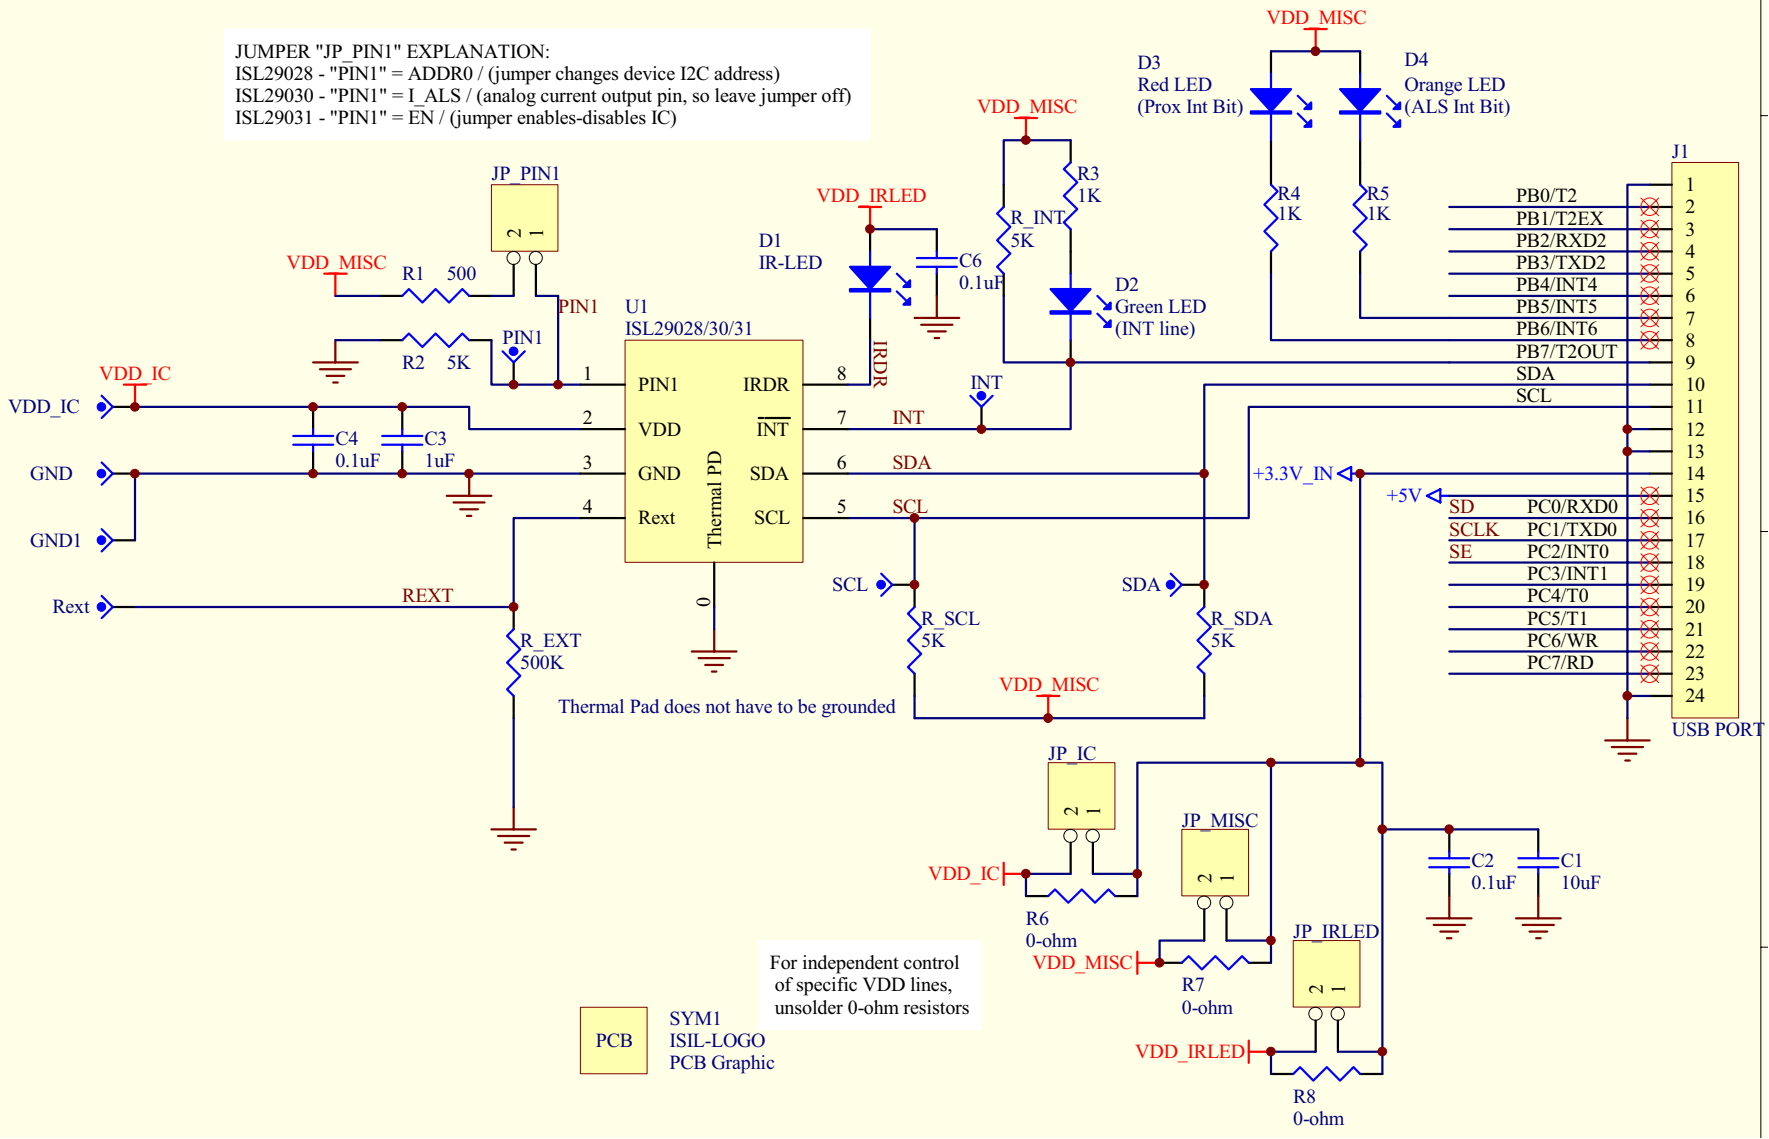 JUMPER "JP_PIN1" EXPLANATION:
ISL29028 - "PIN1" = ADDR0 / (jumper changes device I2C address)
ISL29030 - "PIN1" = I_ALS / (analog current output pin, so leave jumper off)
ISL29031 - "PIN1" = EN / (jumper enables-disables IC)
JP_PIN1
2 1
VDD_MISC
R1 500
PIN1
R2 5K
PIN1
VDD_IC
VDD_IC
C4
0.1uF
C3
1uF
GND
GND1
Rext
REXT
R_EXT
500K
U1
ISL29028/30/31
1 PIN1
2 VDD
3 GND
4 Rext
IRDR 8
INT 7
SDA 6
SCL 5
Thermal PD
0
Thermal Pad does not have to be grounded
VDD_IRLED
D1
IR-LED
C6
0.1uF
IRDR
INT
SDA
SCL
INT
VDD_MISC
R3
1K
R_INT
5K
D2
Green LED
(INT line)
VDD_MISC
D3
Red LED
(Prox Int Bit)
D4
Orange LED
(ALS Int Bit)
R4
1K
R5
1K
SCL
R_SCL
5K
SDA
R_SDA
5K
VDD_MISC
J1
1
PB0/T2 2
PB1/T2EX 3
PB2/RXD2 4
PB3/TXD2 5
PB4/INT4 6
PB5/INT5 7
PB6/INT6 8
PB7/T2OUT 9
SDA 10
SCL 11
12
13
+3.3V_IN 14
+5V 15
SD PC0/RXD0 16
SCLK PC1/TXD0 17
SE PC2/INT0 18
PC3/INT1 19
PC4/T0 20
PC5/T1 21
PC6/WR 22
PC7/RD 23
24
USB PORT
JP_IC
2 1
VDD_IC
R6
0-ohm
JP_MISC
2 1
VDD_MISC
R7
0-ohm
JP_IRLED
2 1
VDD_IRLED
R8
0-ohm
C2
0.1uF
C1
10uF
For independent control
of specific VDD lines,
unsolder 0-ohm resistors
PCB
SYM1
ISIL-LOGO
PCB Graphic